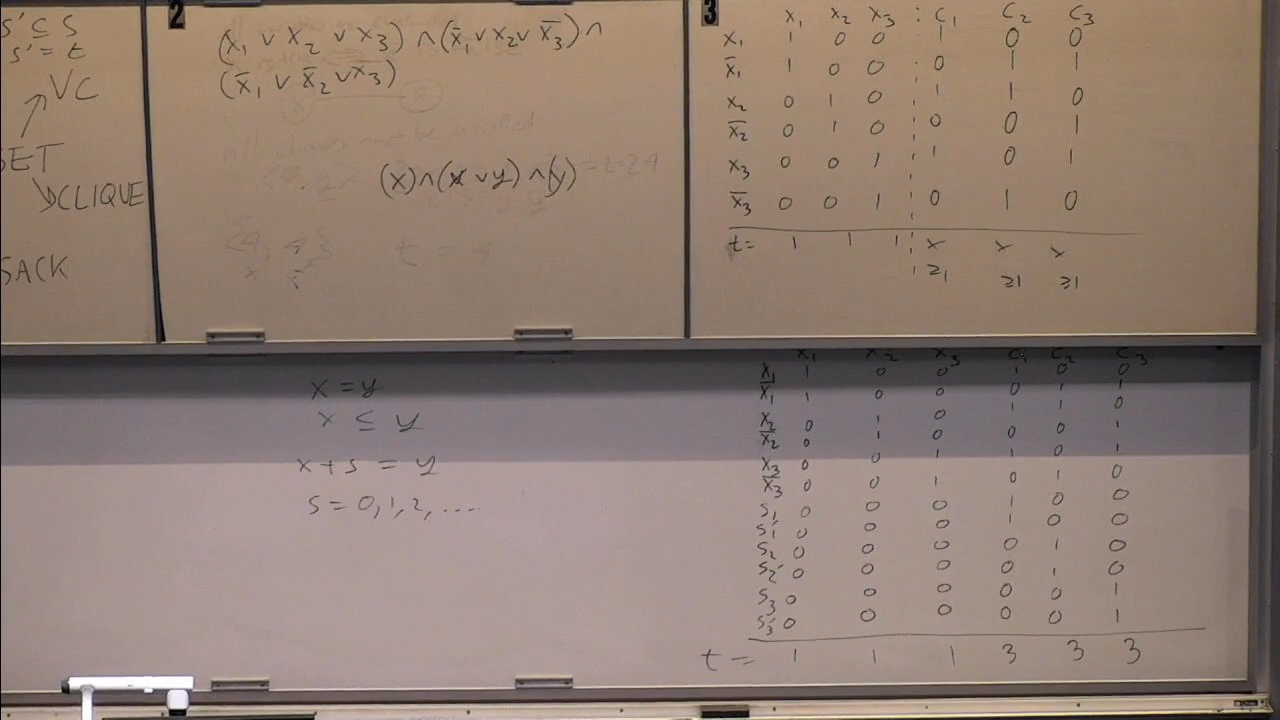 S' ⊆ S
S' = t
VC
SET
CLIQUE
SACK
2
(x₁ ∨ x₂ ∨ x₃) ∧ (x̄₁ ∨ x₂ ∨ x̄₃) ∧
(x̄₁ ∨ x̄₂ ∨ x₃)
(x) ∧ (x ∨ y) ∧ (y)
t = 4
3
x₁ x₂ x₃ c₁ c₂ c₃
x₁ 1 0 0 1 0 0
x̄₁ 1 0 0 0 1 1
x₂ 0 1 0 1 1 0
x̄₂ 0 1 0 0 0 1
x₃ 0 0 1 1 0 1
x̄₃ 0 0 1 0 1 0
t = 1 1 1 x x x
≥1 ≥1 ≥1
x = y
x ≤ y
x + s = y
s = 0, 1, 2, ...
x₁ x₂ x₃ c₁ c₂ c₃
x₁ 1 0 0 1 0 0
x̄₁ 1 0 0 0 1 1
x₂ 0 1 0 1 1 0
x̄₂ 0 1 0 0 0 1
x₃ 0 0 1 1 0 1
x̄₃ 0 0 1 0 1 0
s₁ 0 0 0 1 0 0
s₁' 0 0 0 1 0 0
s₂ 0 0 0 0 1 0
s₂' 0 0 0 0 1 0
s₃ 0 0 0 0 0 1
s₃' 0 0 0 0 0 1
t = 1 1 1 3 3 3